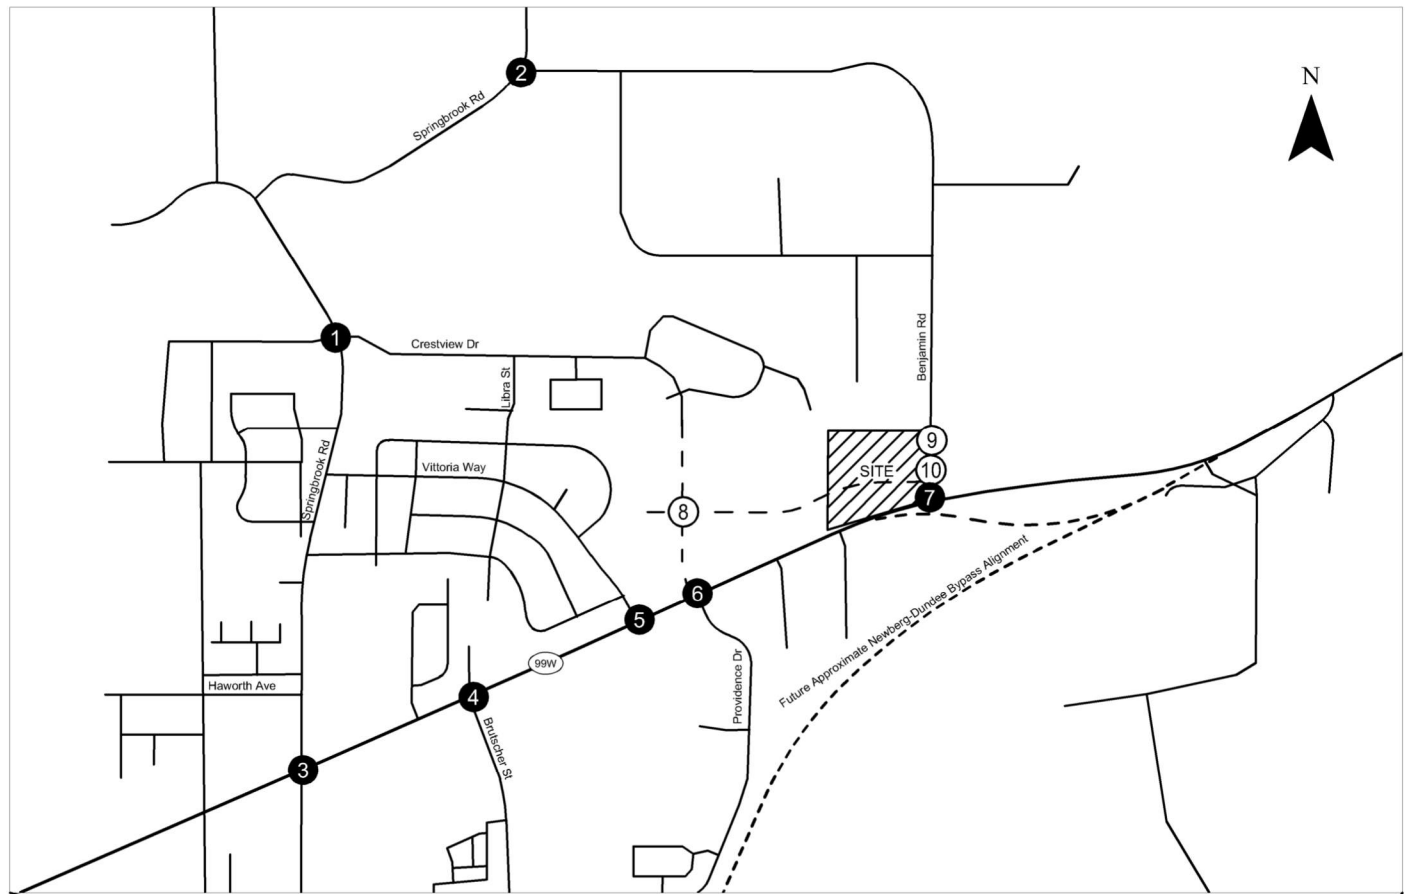 N
2
Springbrook Rd
1
Crestview Dr
Benjamin Rd
Libra St
Springbrook Rd
Vittoria Way
SITE
9
10
7
8
6
5
99W
Future Approximate Newberg-Dundee Bypass Alignment
Haworth Ave
Providence Dr
4
Brutscher St
3